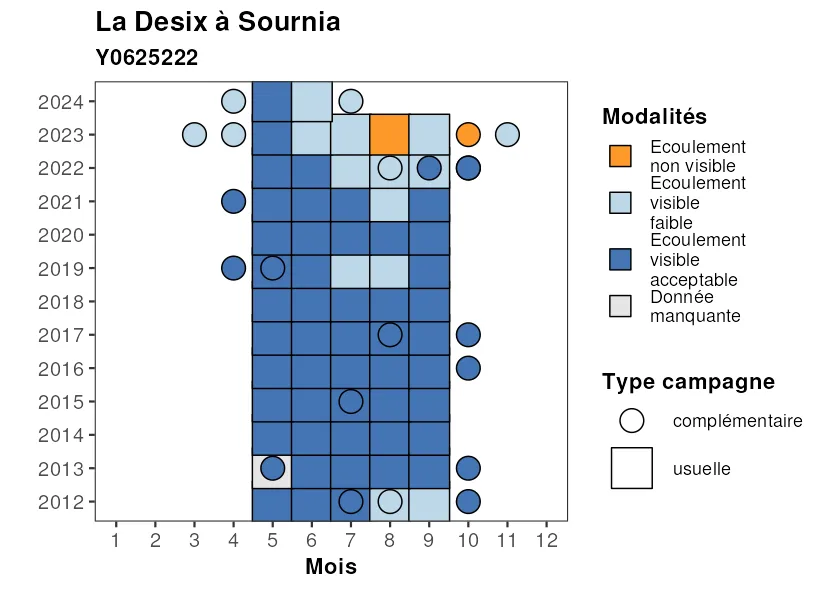 La Desix à Sournia
Y0625222
2024
2023
2022
2021
2020
2019
2018
2017
2016
2015
2014
2013
2012
1 2 3 4 5 6 7 8 9 10 11 12
Mois
Modalités
Ecoulement
non visible
Ecoulement
visible
faible
Ecoulement
visible
acceptable
Donnée
manquante
Type campagne
complémentaire
usuelle